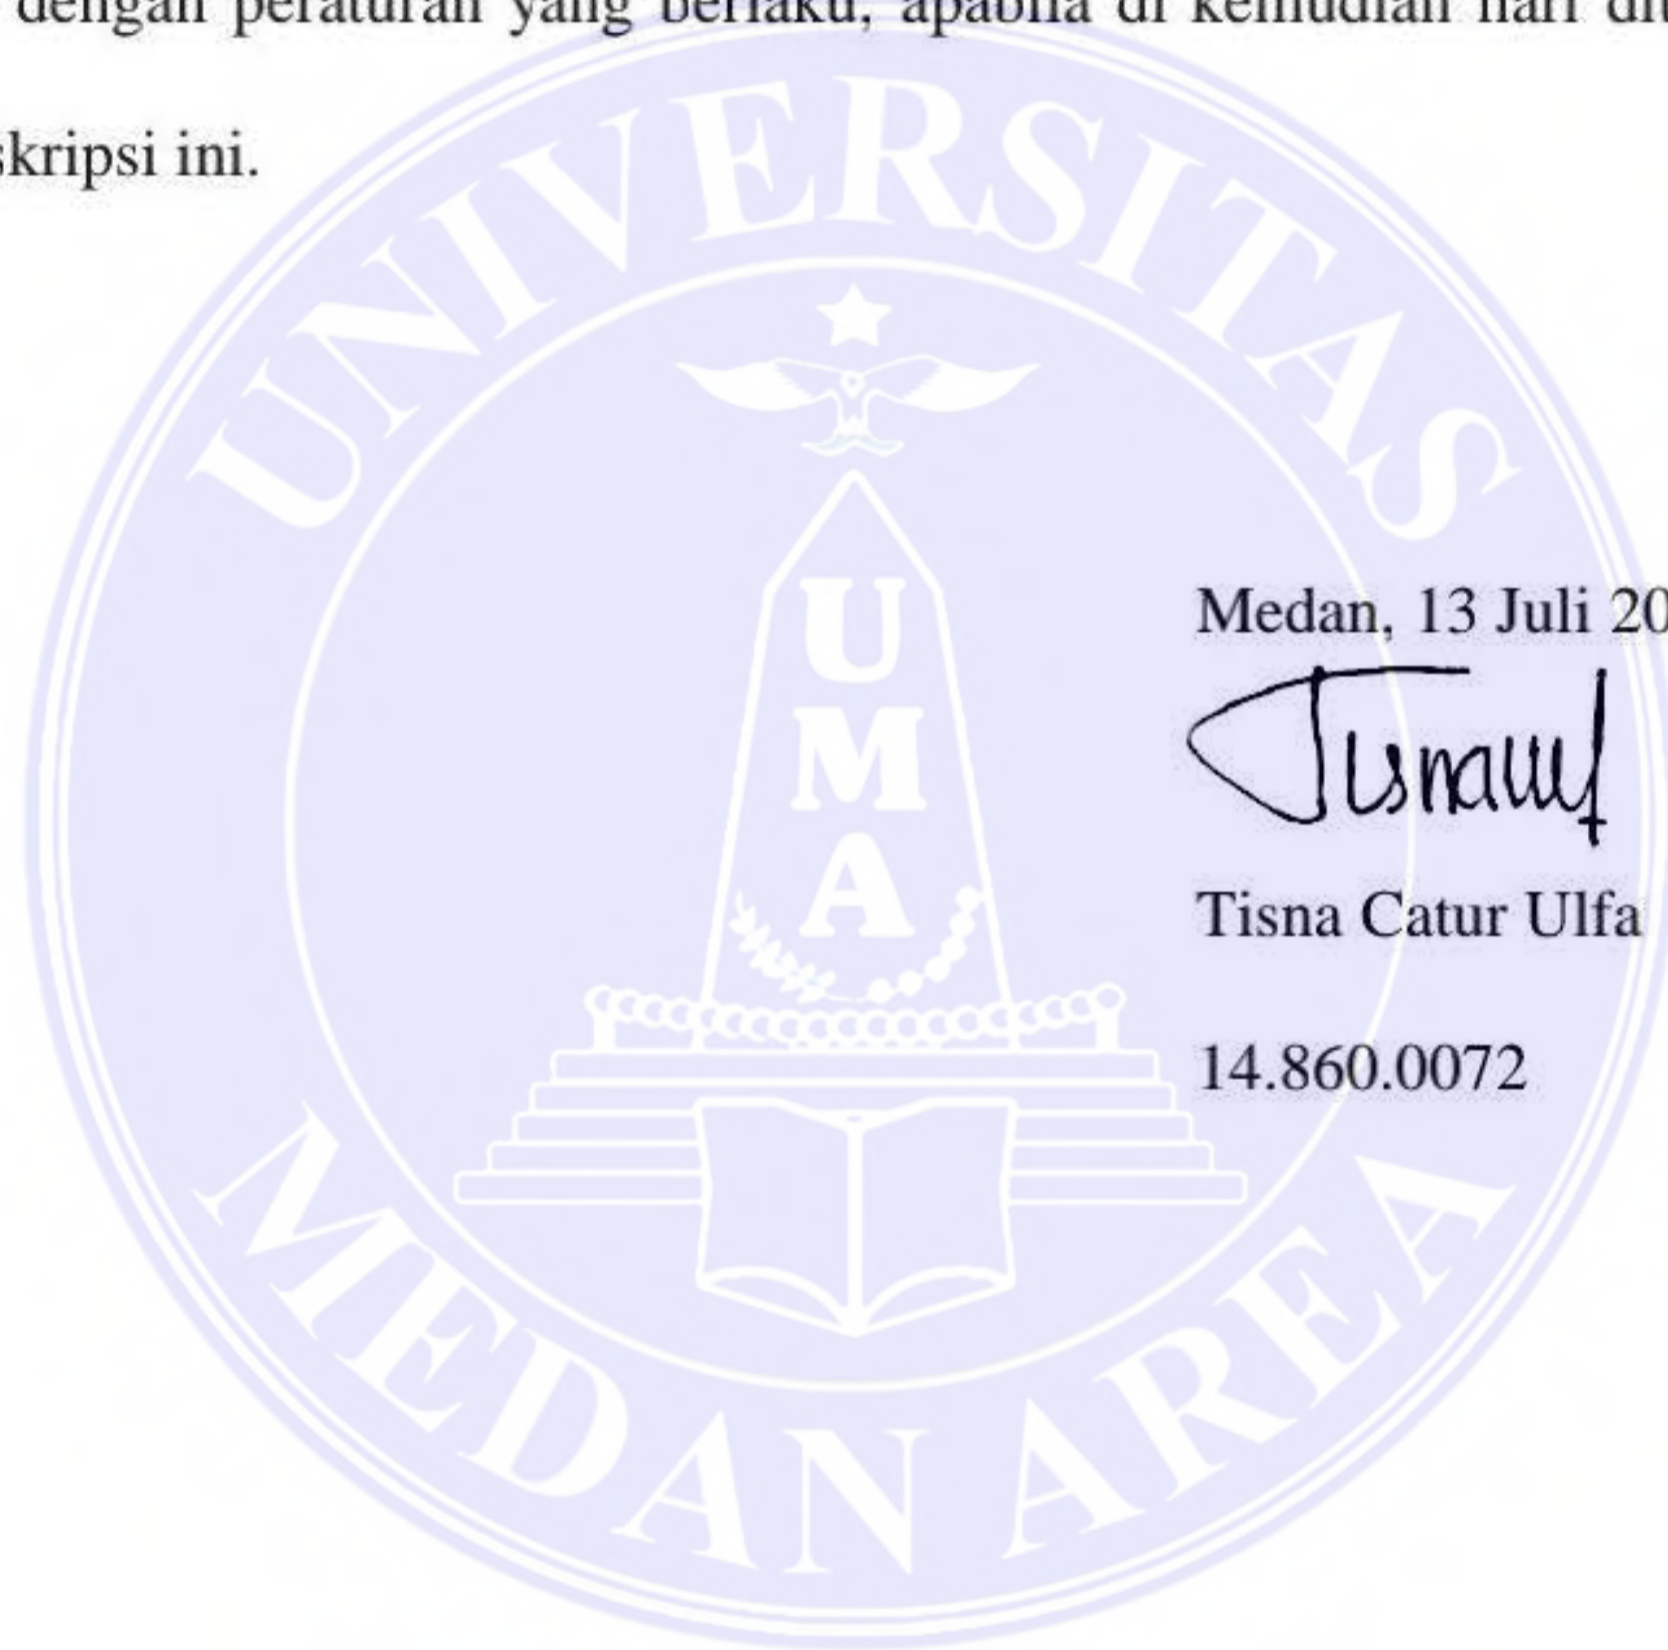 dengan peraturan yang berlaku, apabila di kemudian hari
skripsi ini.
UNIVERSITAS
UMA
Medan, 13 Juli 20
Tisna Catur Ulfa
14.860.0072
MEDAN AREA